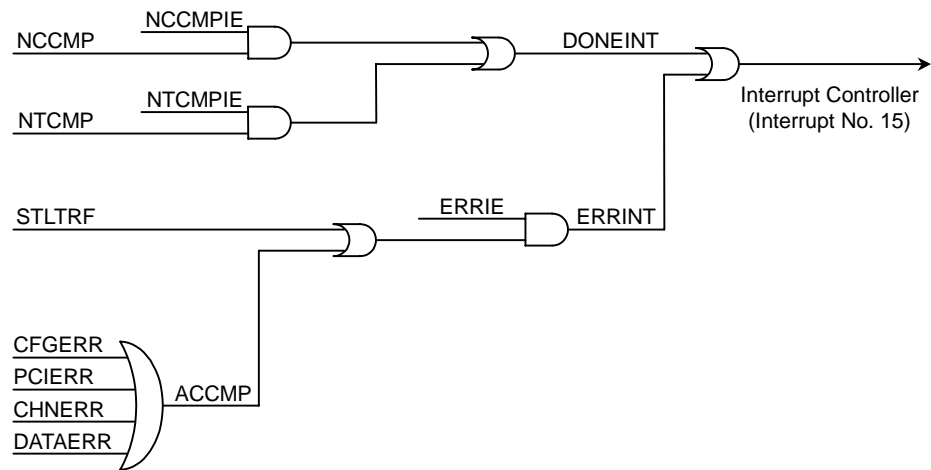 NCCMPIE
NCCMP
DONEINT
Interrupt Controller
(Interrupt No. 15)
NTCMPIE
NTCMP
STLTRF
ERRIE
ERRINT
CFGERR
PCIERR
ACCMP
CHNERR
DATAERR